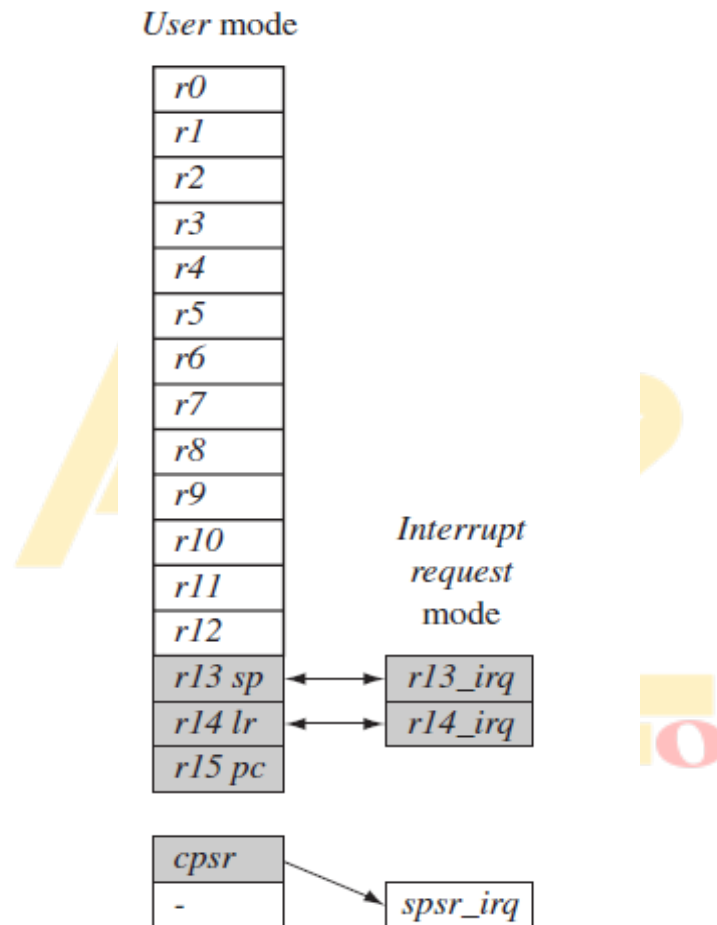 User mode
r0
r1
r2
r3
r4
r5
r6
r7
r8
r9
r10
r11
r12
r13 sp
r14 lr
r15 pc
cpsr
-
Interrupt
request
mode
r13_irq
r14_irq
spsr_irq